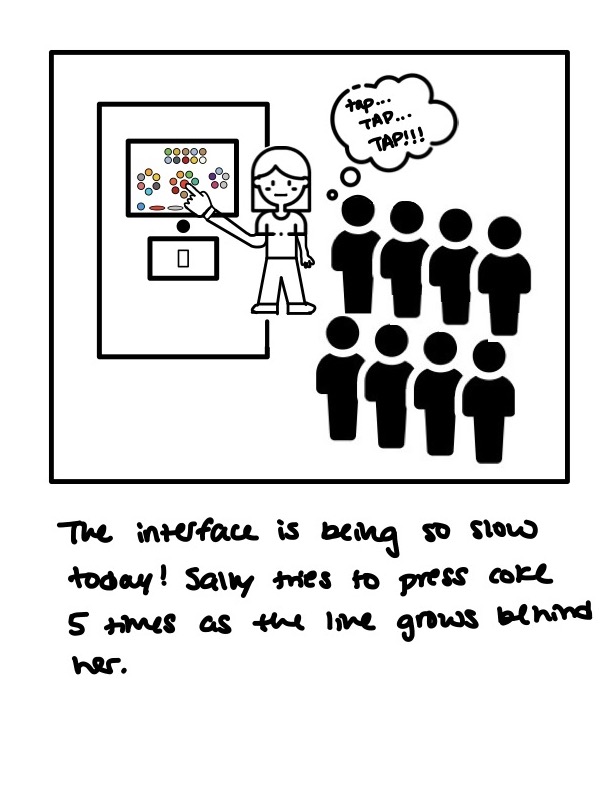 tap...
TAP...
TAP!!!
The interface is being so slow
today! Sally tries to press coke
5 times as the line grows behind
her.